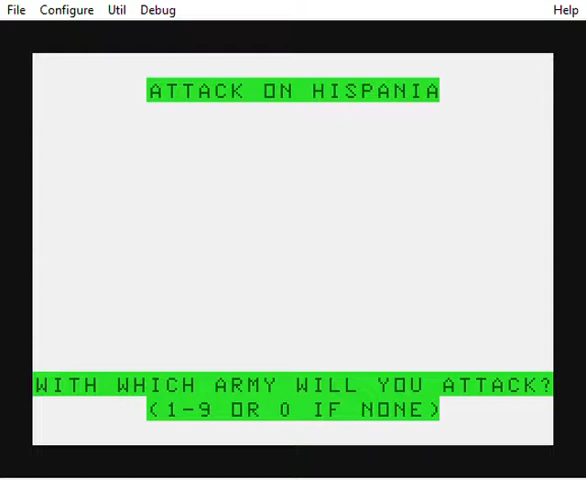 File Configure Util Debug Help
ATTACK ON HISPANIA
WITH WHICH ARMY WILL YOU ATTACK?
(1-9 OR 0 IF NONE)